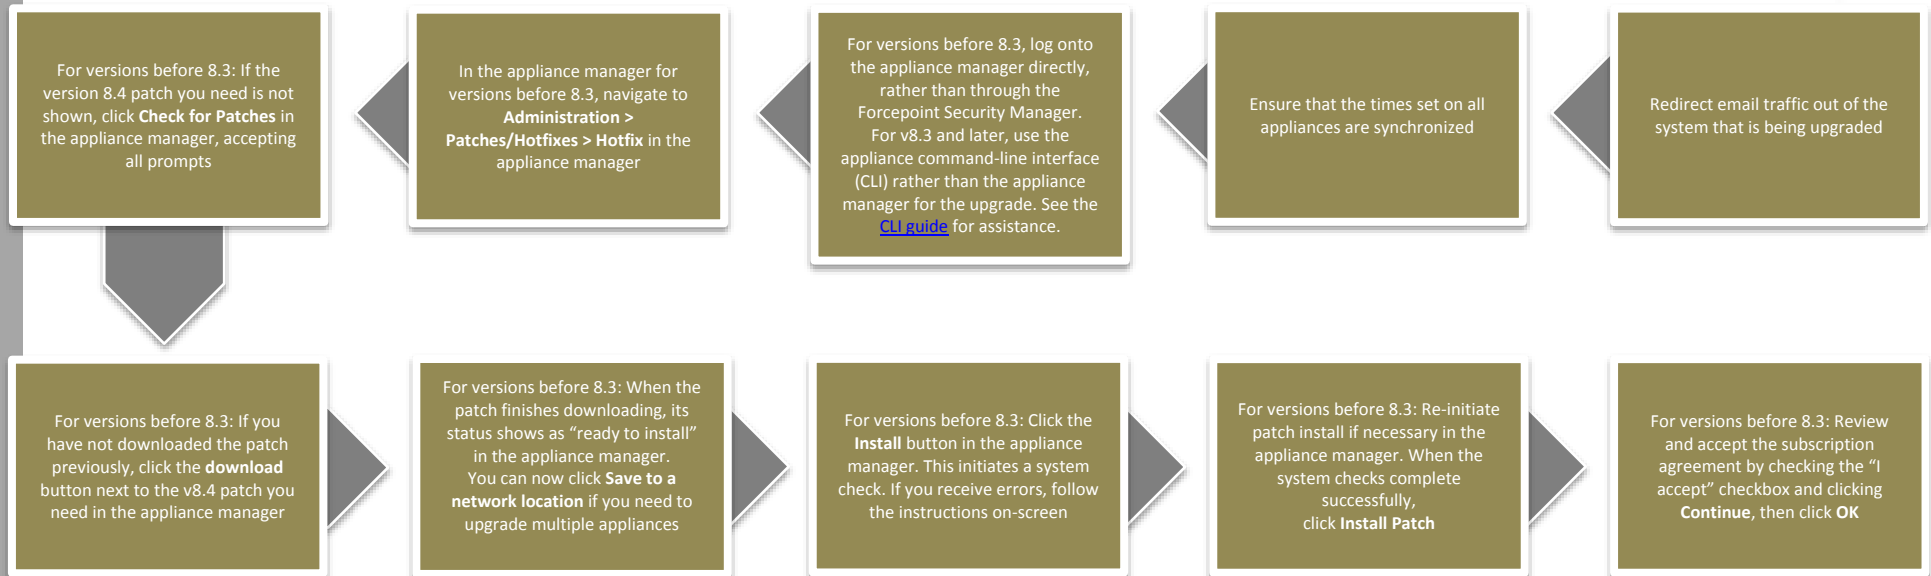 For versions before 8.3: If the
version 8.4 patch you need is not
shown, click Check for Patches in
the appliance manager, accepting
all prompts
In the appliance manager for
versions before 8.3, navigate to
Administration >
Patches/Hotfixes > Hotfix in the
appliance manager
For versions before 8.3, log onto
the appliance manager directly,
rather than through the
Forcepoint Security Manager.
For v8.3 and later, use the
appliance command-line interface
(CLI) rather than the appliance
manager for the upgrade. See the
CLI guide for assistance.
Ensure that the times set on all
appliances are synchronized
Redirect email traffic out of the
system that is being upgraded
For versions before 8.3: If you
have not downloaded the patch
previously, click the download
button next to the v8.4 patch you
need in the appliance manager
For versions before 8.3: When the
patch finishes downloading, its
status shows as “ready to install”
in the appliance manager.
You can now click Save to a
network location if you need to
upgrade multiple appliances
For versions before 8.3: Click the
Install button in the appliance
manager. This initiates a system
check. If you receive errors, follow
the instructions on-screen
For versions before 8.3: Re-initiate
patch install if necessary in the
appliance manager. When the
system checks complete
successfully,
click Install Patch
For versions before 8.3: Review
and accept the subscription
agreement by checking the “I
accept” checkbox and clicking
Continue, then click OK